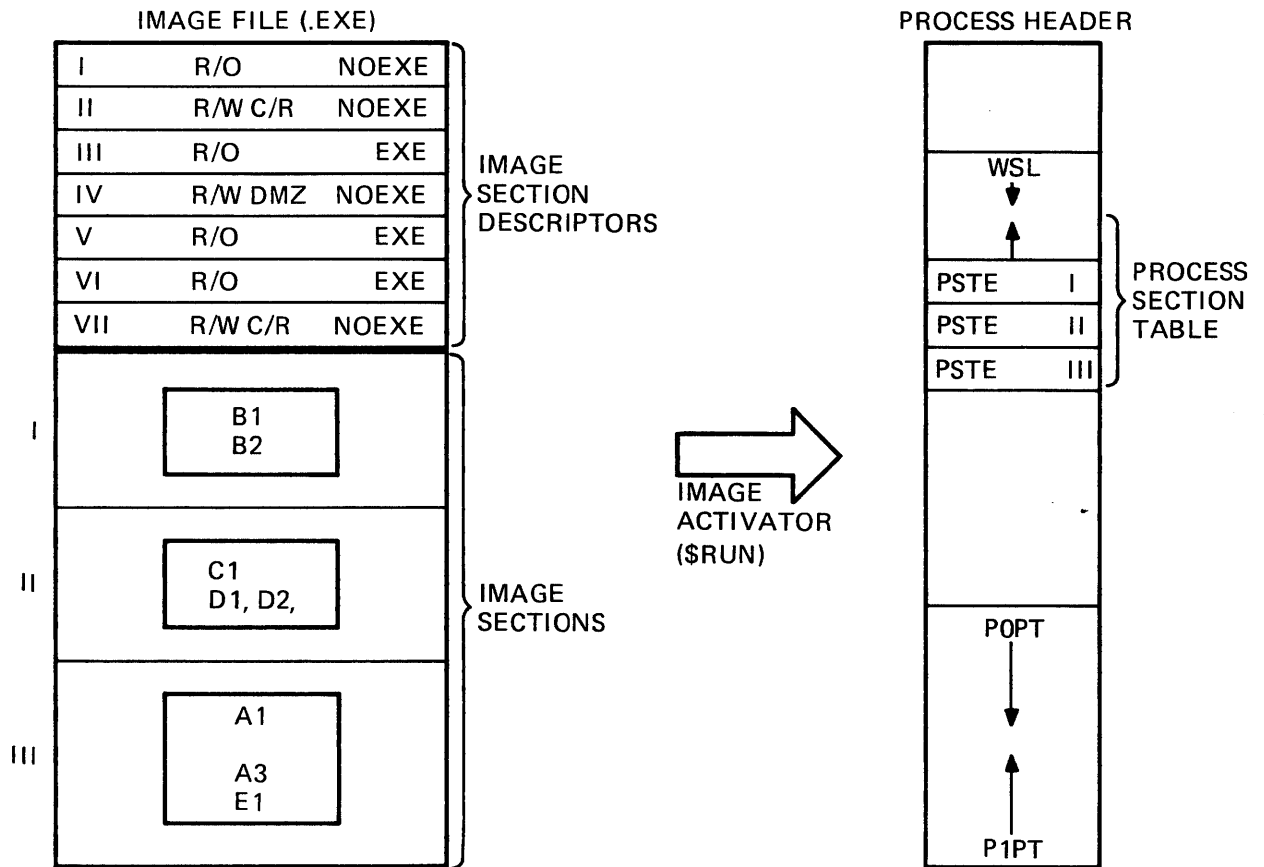 IMAGE FILE (.EXE)
I R/O NOEXE
II R/W C/R NOEXE
III R/O EXE
IV R/W DMZ NOEXE
V R/O EXE
VI R/O EXE
VII R/W C/R NOEXE
IMAGE
SECTION
DESCRIPTORS
I
B1
B2
II
C1
D1, D2,
III
A1
A3
E1
IMAGE
SECTIONS
IMAGE
ACTIVATOR
($RUN)
PROCESS HEADER
WSL
PSTE I
PSTE II
PSTE III
PROCESS
SECTION
TABLE
P0PT
P1PT